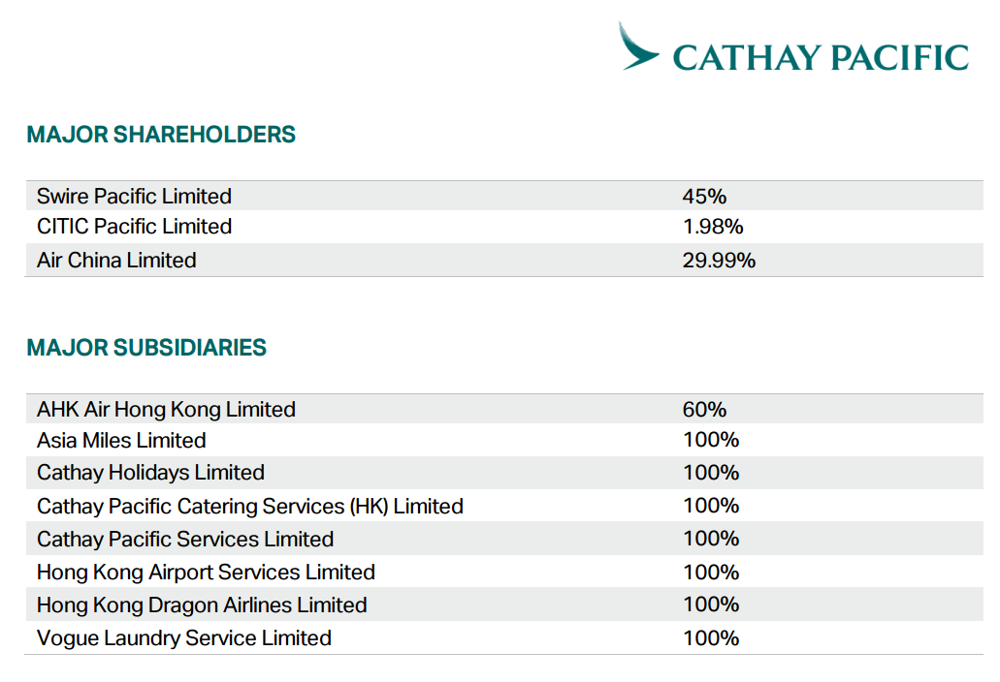 CATHAY PACIFIC
MAJOR SHAREHOLDERS
Swire Pacific Limited 45%
CITIC Pacific Limited 1.98%
Air China Limited 29.99%
MAJOR SUBSIDIARIES
AHK Air Hong Kong Limited 60%
Asia Miles Limited 100%
Cathay Holidays Limited 100%
Cathay Pacific Catering Services (HK) Limited 100%
Cathay Pacific Services Limited 100%
Hong Kong Airport Services Limited 100%
Hong Kong Dragon Airlines Limited 100%
Vogue Laundry Service Limited 100%